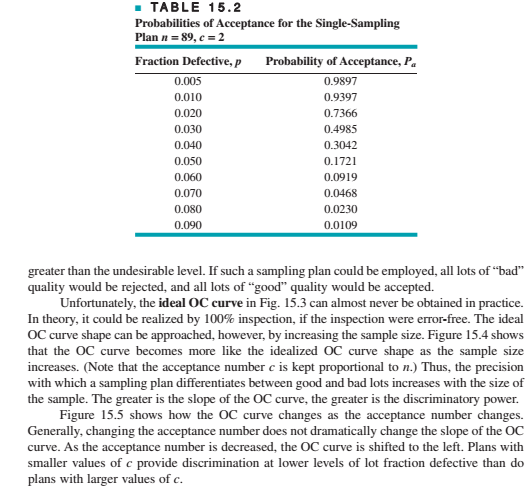 ■ TABLE 15.2
Probabilities of Acceptance for the Single-Sampling
Plan n = 89, c = 2
Fraction Defective, p Probability of Acceptance, Pa
0.005 0.9897
0.010 0.9397
0.020 0.7366
0.030 0.4985
0.040 0.3042
0.050 0.1721
0.060 0.0919
0.070 0.0468
0.080 0.0230
0.090 0.0109
greater than the undesirable level. If such a sampling plan could be employed, all lots of “bad”
quality would be rejected, and all lots of “good” quality would be accepted.
Unfortunately, the ideal OC curve in Fig. 15.3 can almost never be obtained in practice.
In theory, it could be realized by 100% inspection, if the inspection were error-free. The ideal
OC curve shape can be approached, however, by increasing the sample size. Figure 15.4 shows
that the OC curve becomes more like the idealized OC curve shape as the sample size
increases. (Note that the acceptance number c is kept proportional to n.) Thus, the precision
with which a sampling plan differentiates between good and bad lots increases with the size of
the sample. The greater is the slope of the OC curve, the greater is the discriminatory power.
Figure 15.5 shows how the OC curve changes as the acceptance number changes.
Generally, changing the acceptance number does not dramatically change the slope of the OC
curve. As the acceptance number is decreased, the OC curve is shifted to the left. Plans with
smaller values of c provide discrimination at lower levels of lot fraction defective than do
plans with larger values of c.